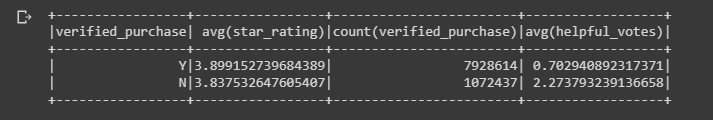 +-----------------+-----------------+------------------------+------------------+
|verified_purchase| avg(star_rating)|count(verified_purchase)|avg(helpful_votes)|
+-----------------+-----------------+------------------------+------------------+
|                Y|3.899152739684389|                 7928614| 0.702940892317371|
|                N|3.837532647605407|                 1072437| 2.273793239136658|
+-----------------+-----------------+------------------------+------------------+